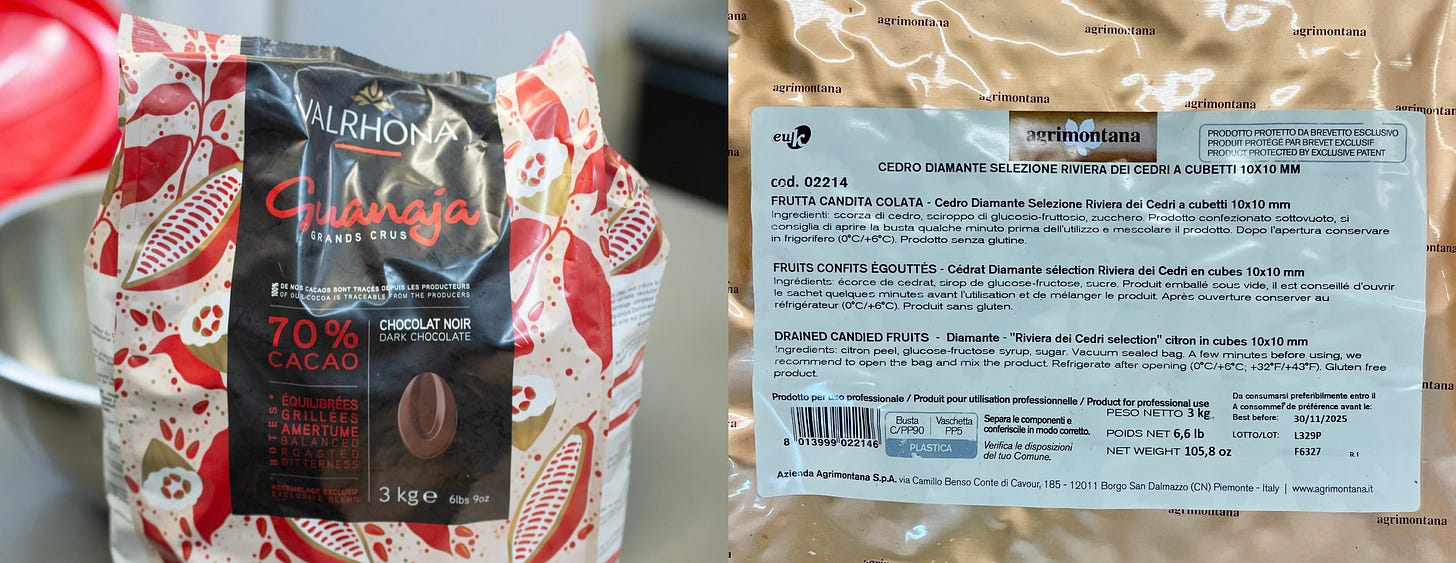 VALRHONA
Guanaja
GRANDS CRUS
100% DE NOS CACAOS SONT TRAÇÉS DEPUIS LES PRODUCTEURS
OF OUR COCOA IS TRACEABLE FROM THE PRODUCERS
70%
CACAO
CHOCOLAT NOIR
DARK CHOCOLATE
NOTES*
ÉQUILIBRÉES
GRILLÉES
AMERTUME
BALANCED
ROASTED
BITTERNESS
ASSEMBLAGE EXCLUSIF
EXCLUSIVE BLEND
3 kg e 6lbs 9oz
agrimontana
agrimontana
agrimontana
agrimontana
agrimontana
agrimontana
agrimontana
euk
agrimontana
PRODOTTO PROTETTO DA BREVETTO ESCLUSIVO
PRODUIT PROTÉGÉ PAR BREVET EXCLUSIF
PRODUCT PROTECTED BY EXCLUSIVE PATENT
CEDRO DIAMANTE SELEZIONE RIVIERA DEI CEDRI A CUBETTI 10X10 MM
cod. 02214
FRUTTA CANDITA COLATA - Cedro Diamante Selezione Riviera dei Cedri a cubetti 10x10 mm
Ingredienti: scorza di cedro, sciroppo di glucosio-fruttosio, zucchero. Prodotto confezionato sottovuoto, si
consiglia di aprire la busta qualche minuto prima dell'utilizzo e mescolare il prodotto. Dopo l'apertura conservare
in frigorifero (0°C/+6°C). Prodotto senza glutine.
FRUITS CONFITS ÉGOUTTÉS - Cédrat Diamante sélection Riviera dei Cedri en cubes 10x10 mm
Ingrédients: écorce de cedrat, sirop de glucose-fructose, sucre. Produit emballé sous vide, il est conseillé d'ouvrir
le sachet quelques minutes avant l'utilisation et de mélanger le produit. Après ouverture conserver au
réfrigérateur (0°C/+6°C). Produit sans gluten.
DRAINED CANDIED FRUITS - Diamante - "Riviera dei Cedri selection" citron in cubes 10x10 mm
Ingredients: citron peel, glucose-fructose syrup, sugar. Vacuum sealed bag. A few minutes before using, we
recommend to open the bag and mix the product. Refrigerate after opening (0°C/+6°C; +32°F/+43°F). Gluten free
product.
Prodotto per uso professionale / Produit pour utilisation professionnelle / Product for professional use
8 013999 022146
Busta
C/PP90
Vaschetta
PP5
PLASTICA
Separa le componenti e
conferiscile in modo corretto.
Verifica le disposizioni
del tuo Comune.
PESO NETTO 3 kg
POIDS NET 6,6 lb
NET WEIGHT 105,8 oz
Da consumarsi preferibilmente entro il
A consommer de préférence avant le:
Best before: 30/11/2025
LOTTO/LOT: L329P
F6327
R.1
Azienda Agrimontana S.p.A. via Camillo Benso Conte di Cavour, 185 - 12011 Borgo San Dalmazzo (CN) Piemonte - Italy | www.agrimontana.it
agrimontana
agrimontana